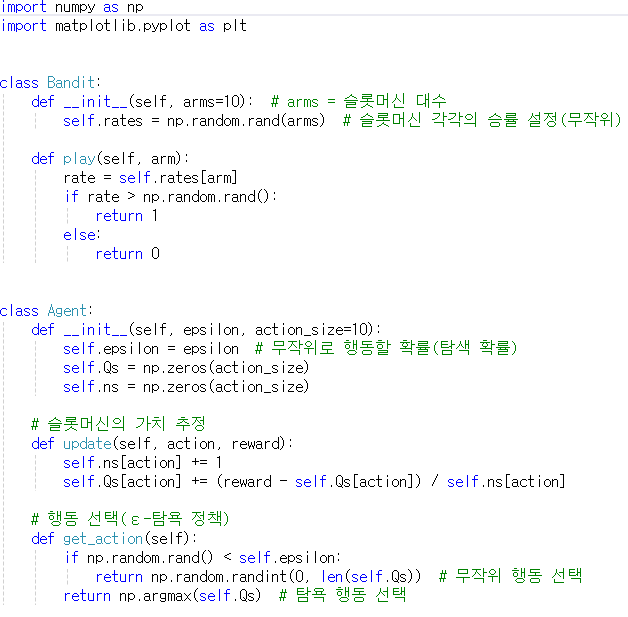 import numpy as np
import matplotlib.pyplot as plt
class Bandit:
    def __init__(self, arms=10):  # arms = 슬롯머신 대수
        self.rates = np.random.rand(arms)  # 슬롯머신 각각의 승률 설정(무작위)
    def play(self, arm):
        rate = self.rates[arm]
        if rate > np.random.rand():
            return 1
        else:
            return 0
class Agent:
    def __init__(self, epsilon, action_size=10):
        self.epsilon = epsilon  # 무작위로 행동할 확률(탐색 확률)
        self.Qs = np.zeros(action_size)
        self.ns = np.zeros(action_size)
    # 슬롯머신의 가치 추정
    def update(self, action, reward):
        self.ns[action] += 1
        self.Qs[action] += (reward - self.Qs[action]) / self.ns[action]
    # 행동 선택(ε-탐욕 정책)
    def get_action(self):
        if np.random.rand() < self.epsilon:
            return np.random.randint(0, len(self.Qs))  # 무작위 행동 선택
        return np.argmax(self.Qs)  # 탐욕 행동 선택